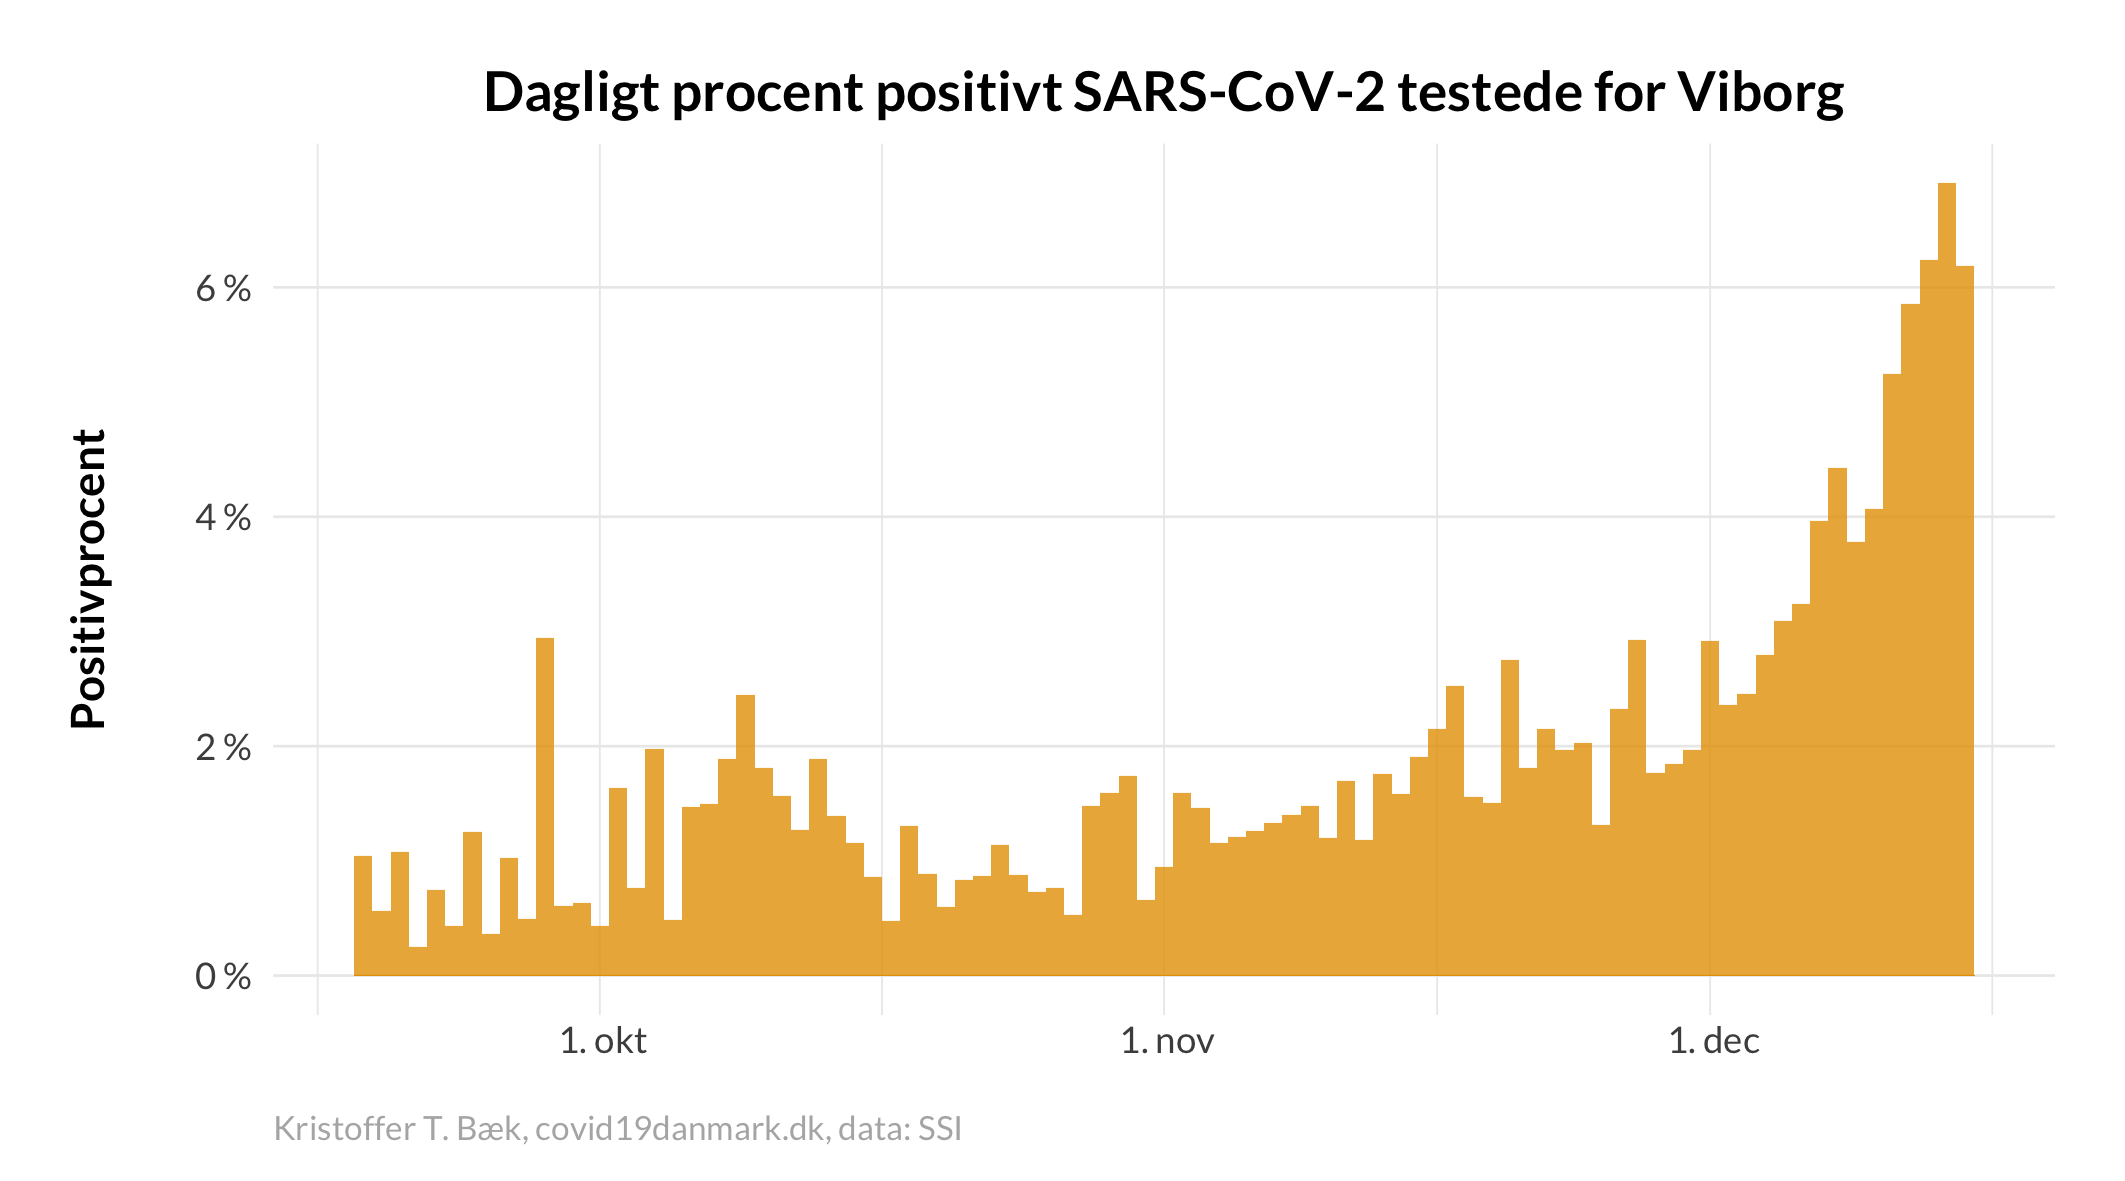 Dagligt procent positivt SARS-CoV-2 testede for Viborg
Positivprocent
6 %
4 %
2 %
0 %
1. okt
1. nov
1. dec
Kristoffer T. Bæk, covid19danmark.dk, data: SSI